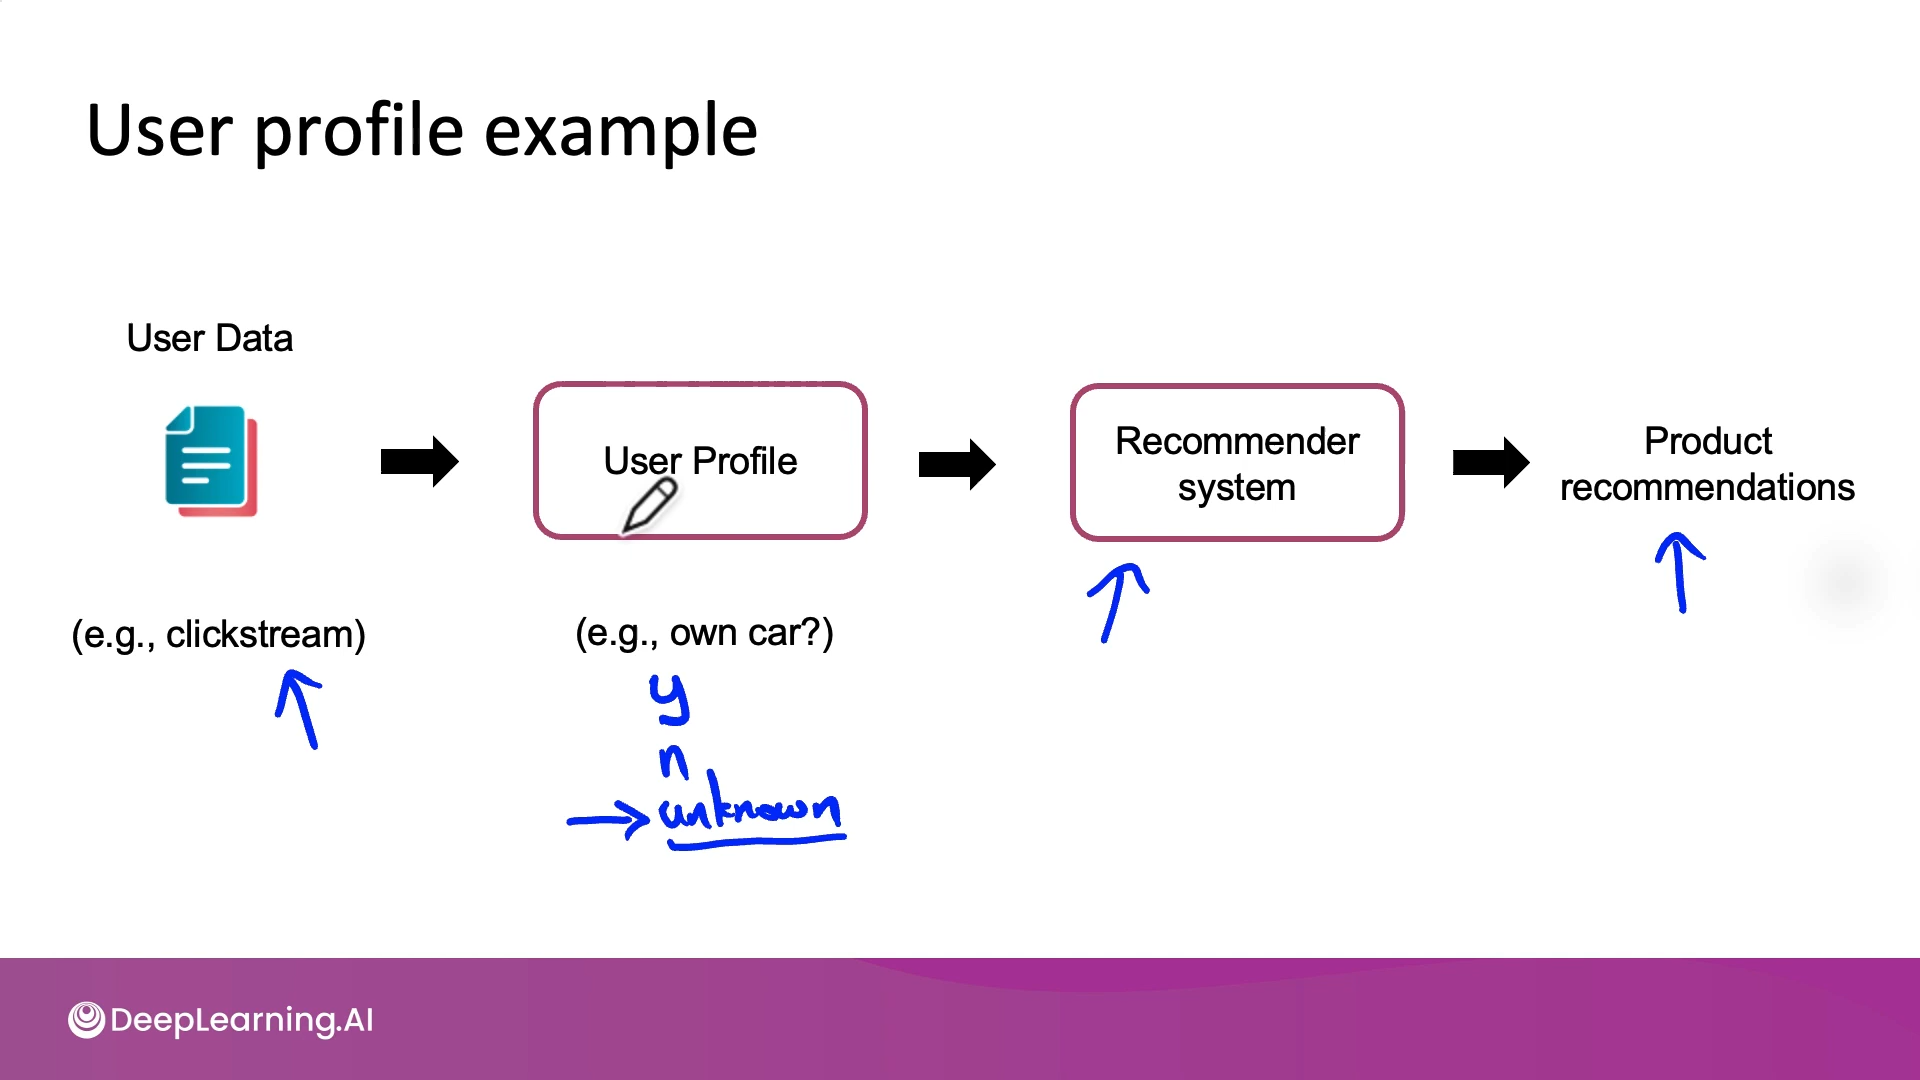 User profile example
User Data
User Profile
Recommender
system
Product
recommendations
(e.g., clickstream)
(e.g., own car?)
y
n
unknown
DeepLearning.AI